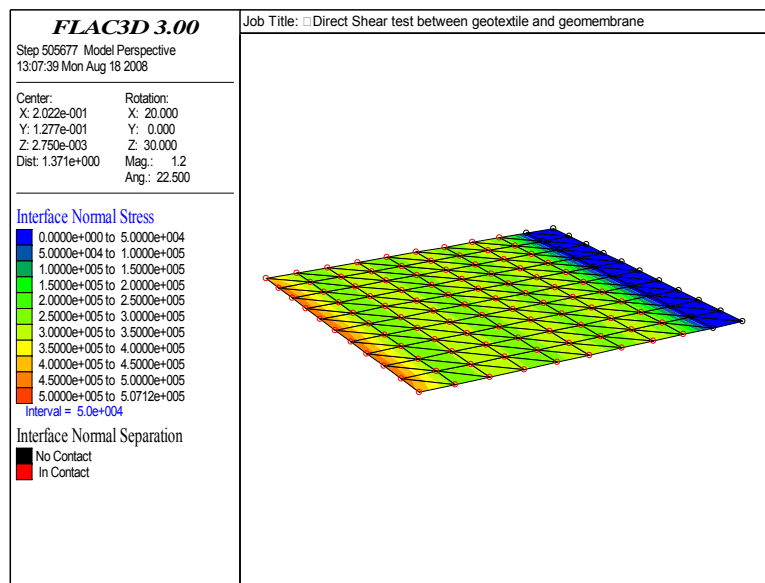 FLAC3D 3.00
Step 505677 Model Perspective
13:07:39 Mon Aug 18 2008
Center:
X: 2.022e-001
Y: 1.277e-001
Z: 2.750e-003
Dist: 1.371e+000
Rotation:
X: 20.000
Y: 0.000
Z: 30.000
Mag.: 1.2
Ang.: 22.500
Interface Normal Stress
0.0000e+000 to 5.0000e+004
5.0000e+004 to 1.0000e+005
1.0000e+005 to 1.5000e+005
1.5000e+005 to 2.0000e+005
2.0000e+005 to 2.5000e+005
2.5000e+005 to 3.0000e+005
3.0000e+005 to 3.5000e+005
3.5000e+005 to 4.0000e+005
4.0000e+005 to 4.5000e+005
4.5000e+005 to 5.0000e+005
5.0000e+005 to 5.0712e+005
Interval = 5.0e+004
Interface Normal Separation
No Contact
In Contact
Job Title: □Direct Shear test between geotextile and geomembrane